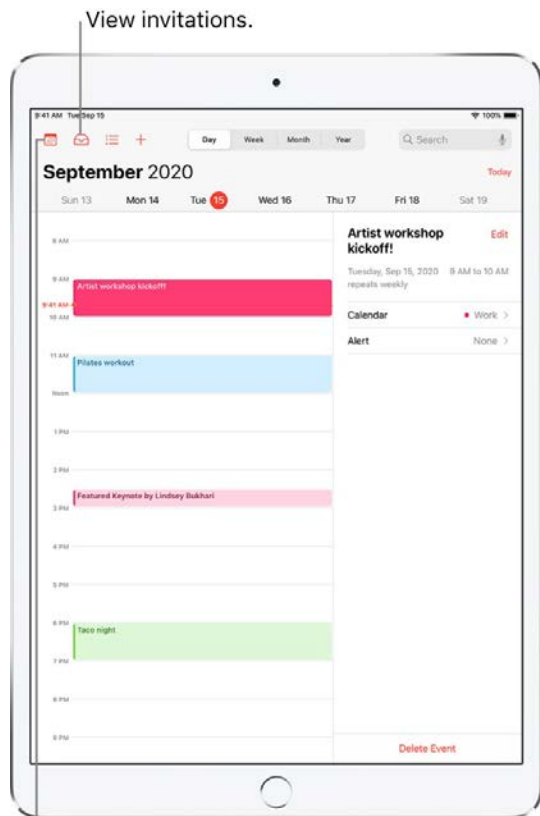 View invitations.
9:41 AM Tue Sep 15
100%
Day Week Month Year
Search
September 2020
Today
Sun 13 Mon 14 Tue 15 Wed 16 Thu 17 Fri 18 Sat 19
8 AM
9 AM
Artist workshop kickoff!
9:41 AM
10 AM
11 AM
Pilates workout
Noon
1 PM
2 PM
Featured Keynote by Lindsey Bukhari
3 PM
4 PM
5 PM
6 PM
Taco night
7 PM
8 PM
9 PM
Artist workshop
kickoff!
Edit
Tuesday, Sep 15, 2020 9 AM to 10 AM
repeats weekly
Calendar Work
Alert None
Delete Event